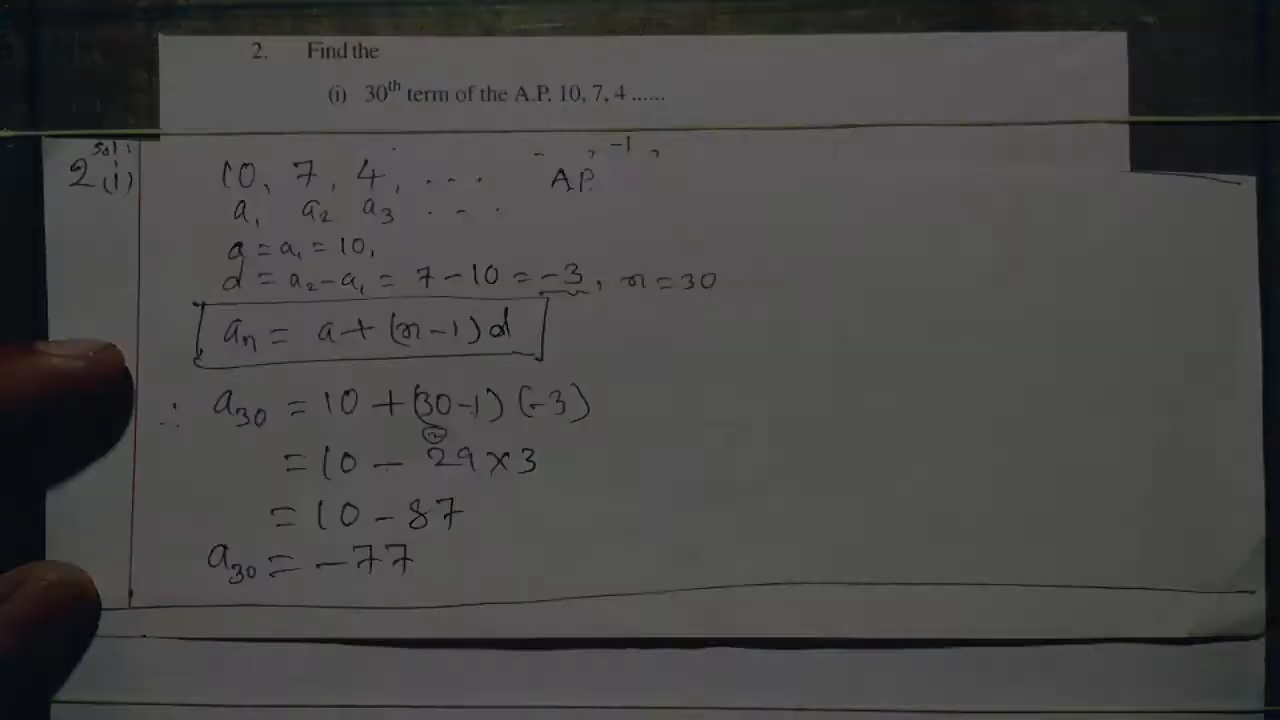 2. Find the
(i) 30th term of the A.P. 10, 7, 4 ......
Sol:
2(i) 10, 7, 4, ... A.P.
- , -1 ,
a₁ a₂ a₃ ....
a = a₁ = 10,
d = a₂ - a₁ = 7 - 10 = -3, n = 30
aₙ = a + (n - 1) d
∴ a₃₀ = 10 + (30 - 1) (-3)
= 10 - 29 × 3
= 10 - 87
a₃₀ = - 77